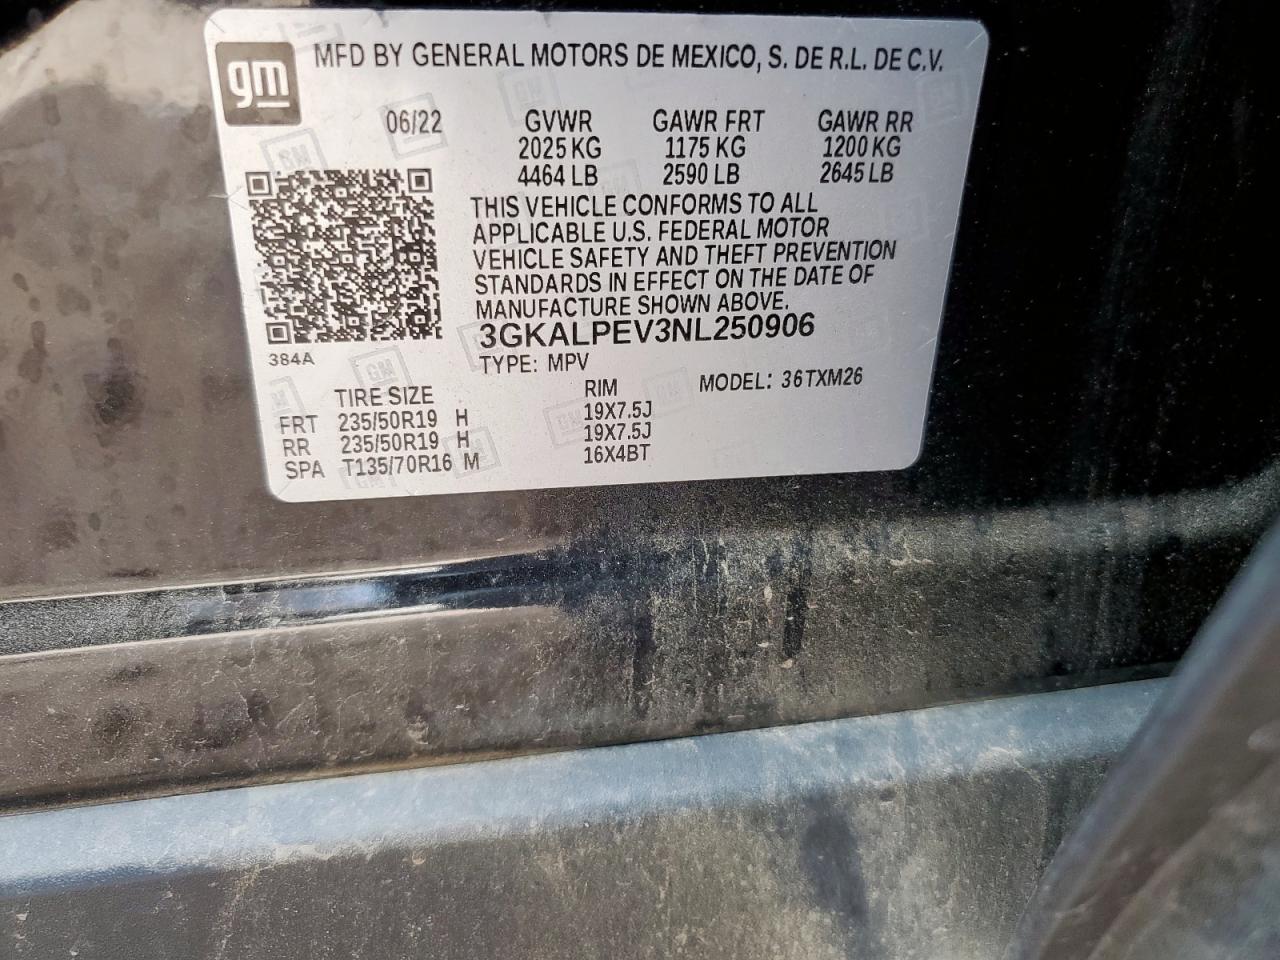 gm
MFD BY GENERAL MOTORS DE MEXICO, S. DE R.L. DE C.V.
06/22 GVWR GAWR FRT GAWR RR
2025 KG 1175 KG 1200 KG
4464 LB 2590 LB 2645 LB
THIS VEHICLE CONFORMS TO ALL
APPLICABLE U.S. FEDERAL MOTOR
VEHICLE SAFETY AND THEFT PREVENTION
STANDARDS IN EFFECT ON THE DATE OF
MANUFACTURE SHOWN ABOVE.
3GKALPEV3NL250906
384A
TYPE: MPV
TIRE SIZE RIM MODEL: 36TXM26
FRT 235/50R19 H 19X7.5J
RR 235/50R19 H 19X7.5J
SPA T135/70R16 M 16X4BT